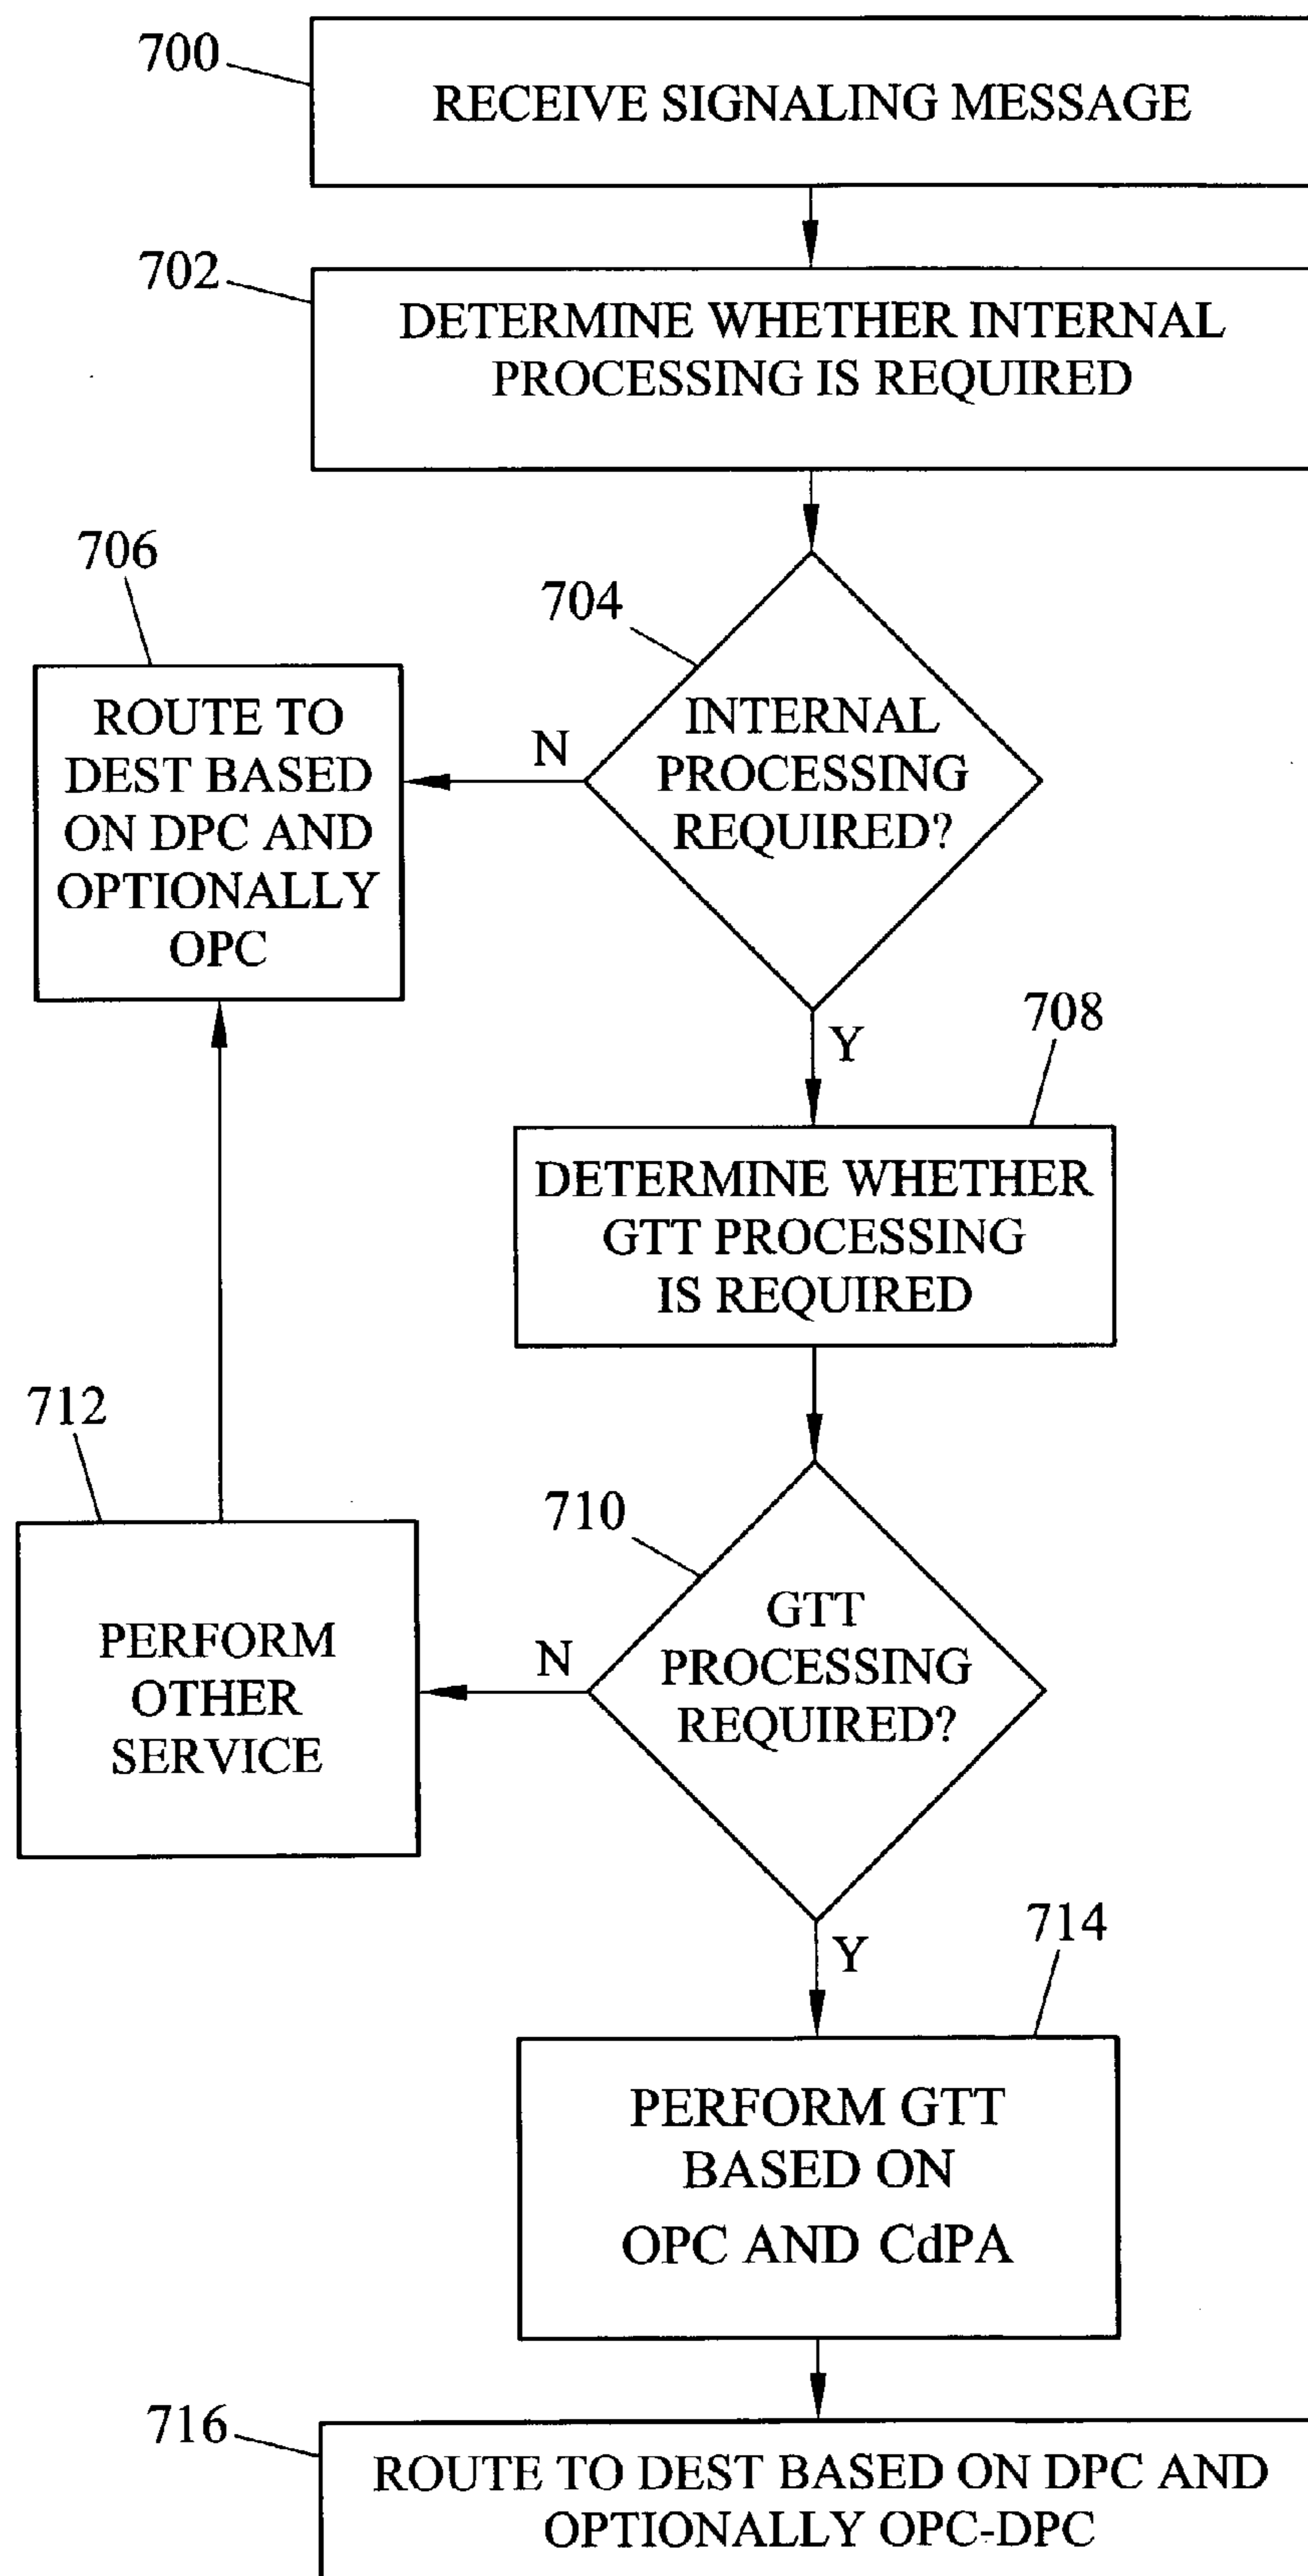 700
RECEIVE SIGNALING MESSAGE
702
DETERMINE WHETHER INTERNAL
PROCESSING IS REQUIRED
706
704
ROUTE TO
DEST BASED
ON DPC AND
OPTIONALLY
OPC
N
INTERNAL
PROCESSING
REQUIRED?
Y
708
DETERMINE WHETHER
GTT PROCESSING
IS REQUIRED
712
710
PERFORM
OTHER
SERVICE
N
GTT
PROCESSING
REQUIRED?
Y
714
PERFORM GTT
BASED ON
OPC AND CdPA
716
ROUTE TO DEST BASED ON DPC AND
OPTIONALLY OPC-DPC